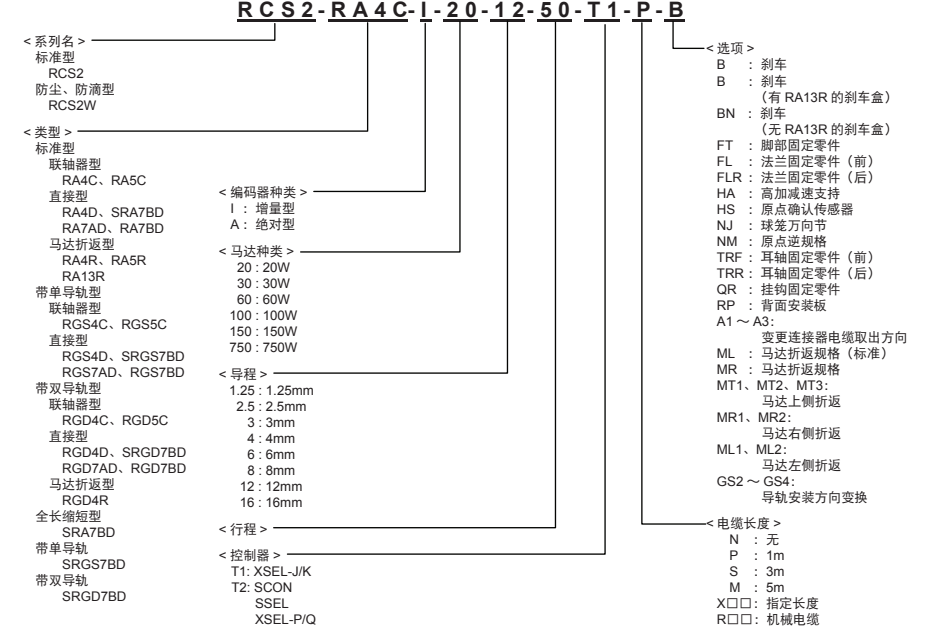 RCS2-RA4C-I-20-12-50-T1-P-B
<系列名>
标准型
RCS2
防尘、防滴型
RCS2W
<类型>
标准型
联轴器型
RA4C、RA5C
直接型
RA4D、SRA7BD
RA7AD、RA7BD
马达折返型
RA4R、RA5R
RA13R
带单导轨型
联轴器型
RGS4C、RGS5C
直接型
RGS4D、SRGS7BD
RGS7AD、RGS7BD
带双导轨型
联轴器型
RGD4C、RGD5C
直接型
RGD4D、SRGD7BD
RGD7AD、RGD7BD
马达折返型
RGD4R
全长缩短型
SRA7BD
带单导轨
SRGS7BD
带双导轨
SRGD7BD
<编码器种类>
I : 增量型
A : 绝对型
<马达种类>
20 : 20W
30 : 30W
60 : 60W
100 : 100W
150 : 150W
750 : 750W
<导程>
1.25 : 1.25mm
2.5 : 2.5mm
3 : 3mm
4 : 4mm
6 : 6mm
8 : 8mm
12 : 12mm
16 : 16mm
<行程>
<控制器>
T1: XSEL-J/K
T2: SCON
SSEL
XSEL-P/Q
<选项>
B : 刹车
B : 刹车
(有 RA13R 的刹车盒)
BN : 刹车
(无 RA13R 的刹车盒)
FT : 脚部固定零件
FL : 法兰固定零件(前)
FLR : 法兰固定零件(后)
HA : 高加减速支持
HS : 原点确认传感器
NJ : 球笼万向节
NM : 原点逆规格
TRF : 耳轴固定零件(前)
TRR : 耳轴固定零件(后)
QR : 挂钩固定零件
RP : 背面安装板
A1～A3:
变更连接器电缆取出方向
ML : 马达折返规格(标准)
MR : 马达折返规格
MT1、MT2、MT3:
马达上侧折返
MR1、MR2:
马达右侧折返
ML1、ML2:
马达左侧折返
GS2～GS4:
导轨安装方向变换
<电缆长度>
N : 无
P : 1m
S : 3m
M : 5m
X□□: 指定长度
R□□: 机械电缆